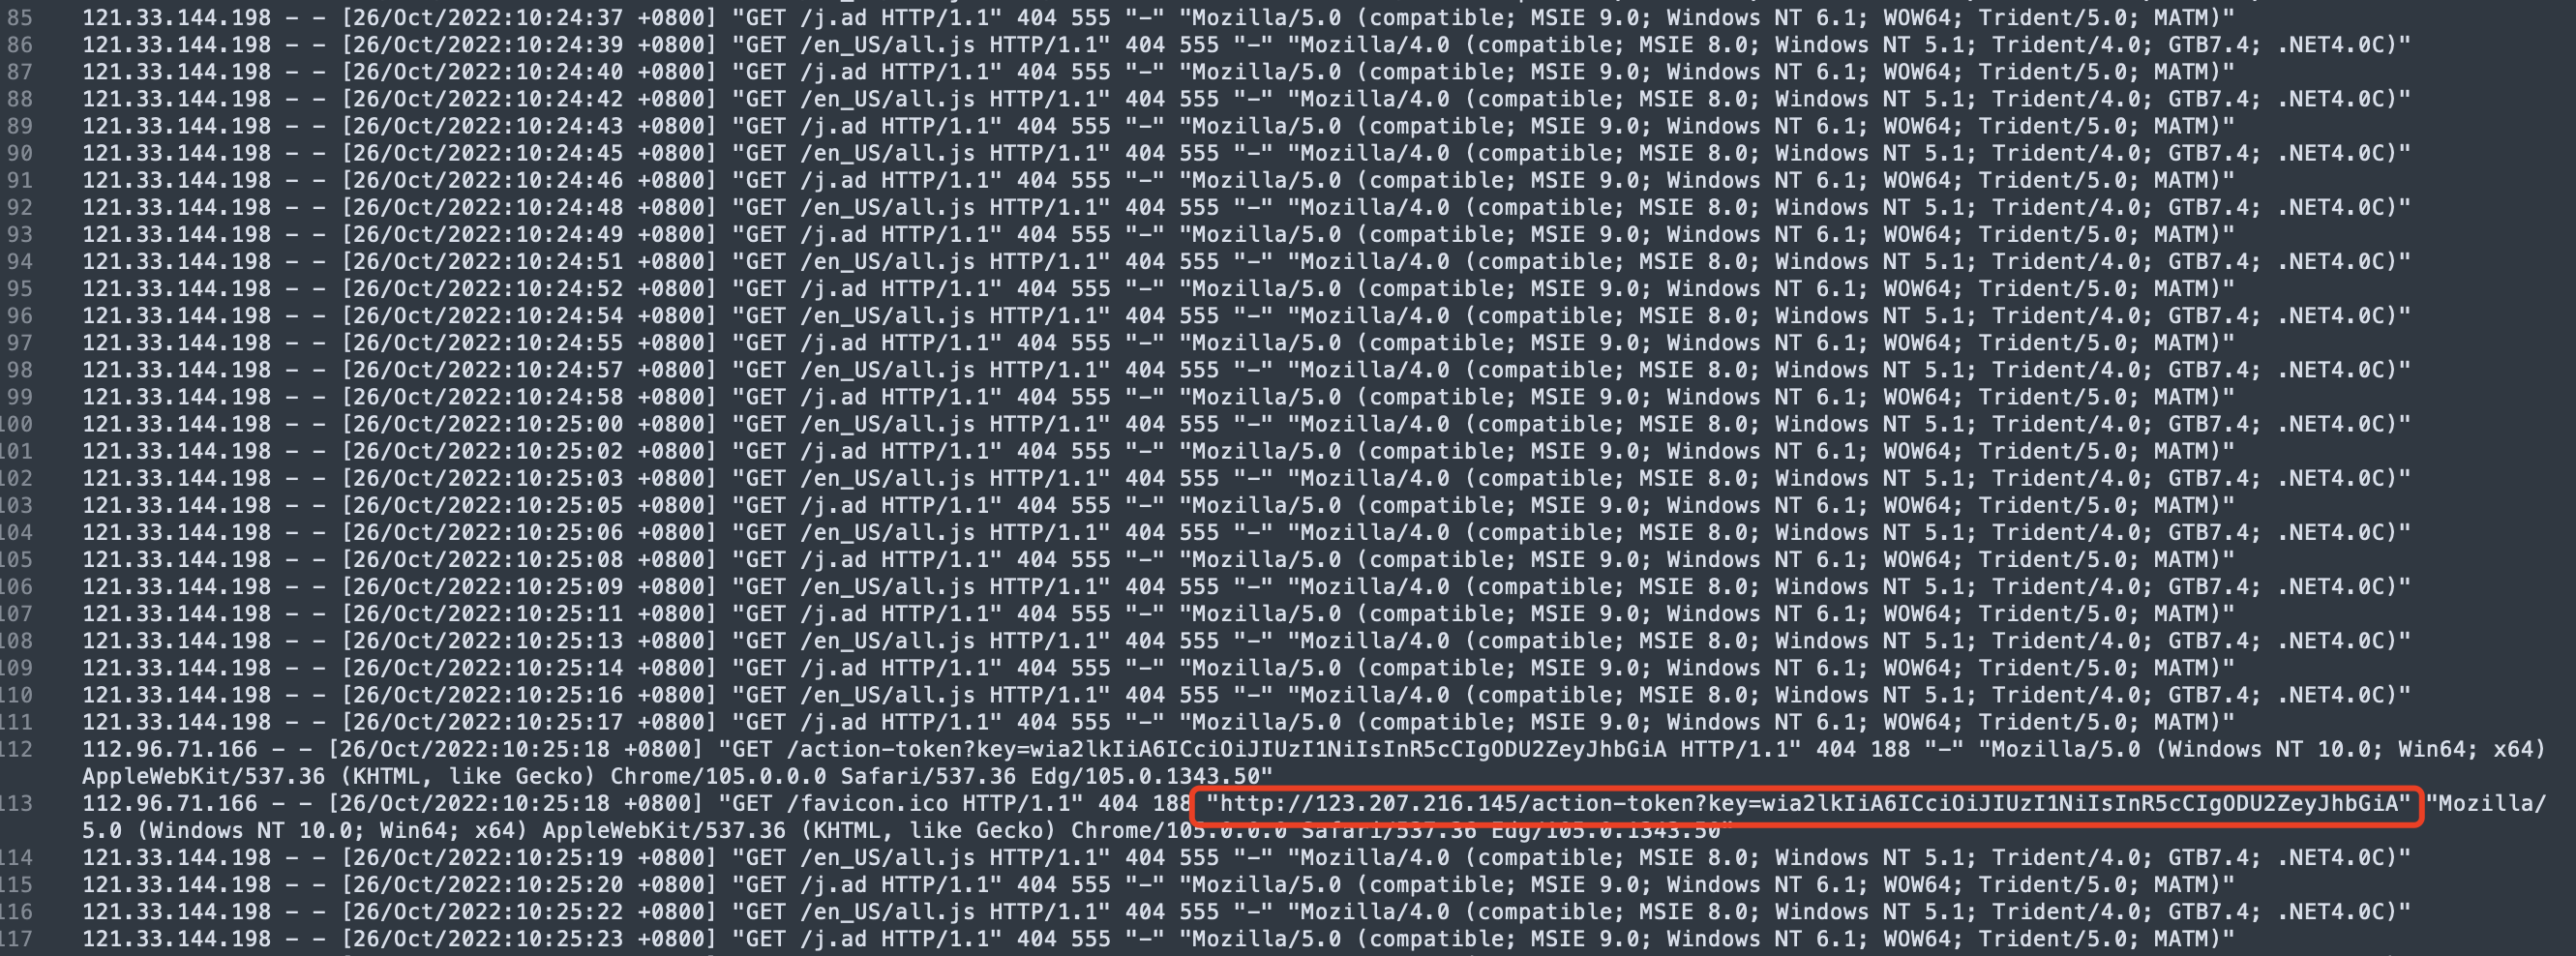 85 121.33.144.198 - - [26/Oct/2022:10:24:37 +0800] "GET /j.ad HTTP/1.1" 404 555 "-" "Mozilla/5.0 (compatible; MSIE 9.0; Windows NT 6.1; WOW64; Trident/5.0; MATM)"
86 121.33.144.198 - - [26/Oct/2022:10:24:39 +0800] "GET /en_US/all.js HTTP/1.1" 404 555 "-" "Mozilla/4.0 (compatible; MSIE 8.0; Windows NT 5.1; Trident/4.0; GTB7.4; .NET4.0C)"
87 121.33.144.198 - - [26/Oct/2022:10:24:40 +0800] "GET /j.ad HTTP/1.1" 404 555 "-" "Mozilla/5.0 (compatible; MSIE 9.0; Windows NT 6.1; WOW64; Trident/5.0; MATM)"
88 121.33.144.198 - - [26/Oct/2022:10:24:42 +0800] "GET /en_US/all.js HTTP/1.1" 404 555 "-" "Mozilla/4.0 (compatible; MSIE 8.0; Windows NT 5.1; Trident/4.0; GTB7.4; .NET4.0C)"
89 121.33.144.198 - - [26/Oct/2022:10:24:43 +0800] "GET /j.ad HTTP/1.1" 404 555 "-" "Mozilla/5.0 (compatible; MSIE 9.0; Windows NT 6.1; WOW64; Trident/5.0; MATM)"
90 121.33.144.198 - - [26/Oct/2022:10:24:45 +0800] "GET /en_US/all.js HTTP/1.1" 404 555 "-" "Mozilla/4.0 (compatible; MSIE 8.0; Windows NT 5.1; Trident/4.0; GTB7.4; .NET4.0C)"
91 121.33.144.198 - - [26/Oct/2022:10:24:46 +0800] "GET /j.ad HTTP/1.1" 404 555 "-" "Mozilla/5.0 (compatible; MSIE 9.0; Windows NT 6.1; WOW64; Trident/5.0; MATM)"
92 121.33.144.198 - - [26/Oct/2022:10:24:48 +0800] "GET /en_US/all.js HTTP/1.1" 404 555 "-" "Mozilla/4.0 (compatible; MSIE 8.0; Windows NT 5.1; Trident/4.0; GTB7.4; .NET4.0C)"
93 121.33.144.198 - - [26/Oct/2022:10:24:49 +0800] "GET /j.ad HTTP/1.1" 404 555 "-" "Mozilla/5.0 (compatible; MSIE 9.0; Windows NT 6.1; WOW64; Trident/5.0; MATM)"
94 121.33.144.198 - - [26/Oct/2022:10:24:51 +0800] "GET /en_US/all.js HTTP/1.1" 404 555 "-" "Mozilla/4.0 (compatible; MSIE 8.0; Windows NT 5.1; Trident/4.0; GTB7.4; .NET4.0C)"
95 121.33.144.198 - - [26/Oct/2022:10:24:52 +0800] "GET /j.ad HTTP/1.1" 404 555 "-" "Mozilla/5.0 (compatible; MSIE 9.0; Windows NT 6.1; WOW64; Trident/5.0; MATM)"
96 121.33.144.198 - - [26/Oct/2022:10:24:54 +0800] "GET /en_US/all.js HTTP/1.1" 404 555 "-" "Mozilla/4.0 (compatible; MSIE 8.0; Windows NT 5.1; Trident/4.0; GTB7.4; .NET4.0C)"
97 121.33.144.198 - - [26/Oct/2022:10:24:55 +0800] "GET /j.ad HTTP/1.1" 404 555 "-" "Mozilla/5.0 (compatible; MSIE 9.0; Windows NT 6.1; WOW64; Trident/5.0; MATM)"
98 121.33.144.198 - - [26/Oct/2022:10:24:57 +0800] "GET /en_US/all.js HTTP/1.1" 404 555 "-" "Mozilla/4.0 (compatible; MSIE 8.0; Windows NT 5.1; Trident/4.0; GTB7.4; .NET4.0C)"
99 121.33.144.198 - - [26/Oct/2022:10:24:58 +0800] "GET /j.ad HTTP/1.1" 404 555 "-" "Mozilla/5.0 (compatible; MSIE 9.0; Windows NT 6.1; WOW64; Trident/5.0; MATM)"
100 121.33.144.198 - - [26/Oct/2022:10:25:00 +0800] "GET /en_US/all.js HTTP/1.1" 404 555 "-" "Mozilla/4.0 (compatible; MSIE 8.0; Windows NT 5.1; Trident/4.0; GTB7.4; .NET4.0C)"
101 121.33.144.198 - - [26/Oct/2022:10:25:02 +0800] "GET /j.ad HTTP/1.1" 404 555 "-" "Mozilla/5.0 (compatible; MSIE 9.0; Windows NT 6.1; WOW64; Trident/5.0; MATM)"
102 121.33.144.198 - - [26/Oct/2022:10:25:03 +0800] "GET /en_US/all.js HTTP/1.1" 404 555 "-" "Mozilla/4.0 (compatible; MSIE 8.0; Windows NT 5.1; Trident/4.0; GTB7.4; .NET4.0C)"
103 121.33.144.198 - - [26/Oct/2022:10:25:05 +0800] "GET /j.ad HTTP/1.1" 404 555 "-" "Mozilla/5.0 (compatible; MSIE 9.0; Windows NT 6.1; WOW64; Trident/5.0; MATM)"
104 121.33.144.198 - - [26/Oct/2022:10:25:06 +0800] "GET /en_US/all.js HTTP/1.1" 404 555 "-" "Mozilla/4.0 (compatible; MSIE 8.0; Windows NT 5.1; Trident/4.0; GTB7.4; .NET4.0C)"
105 121.33.144.198 - - [26/Oct/2022:10:25:08 +0800] "GET /j.ad HTTP/1.1" 404 555 "-" "Mozilla/5.0 (compatible; MSIE 9.0; Windows NT 6.1; WOW64; Trident/5.0; MATM)"
106 121.33.144.198 - - [26/Oct/2022:10:25:09 +0800] "GET /en_US/all.js HTTP/1.1" 404 555 "-" "Mozilla/4.0 (compatible; MSIE 8.0; Windows NT 5.1; Trident/4.0; GTB7.4; .NET4.0C)"
107 121.33.144.198 - - [26/Oct/2022:10:25:11 +0800] "GET /j.ad HTTP/1.1" 404 555 "-" "Mozilla/5.0 (compatible; MSIE 9.0; Windows NT 6.1; WOW64; Trident/5.0; MATM)"
108 121.33.144.198 - - [26/Oct/2022:10:25:13 +0800] "GET /en_US/all.js HTTP/1.1" 404 555 "-" "Mozilla/4.0 (compatible; MSIE 8.0; Windows NT 5.1; Trident/4.0; GTB7.4; .NET4.0C)"
109 121.33.144.198 - - [26/Oct/2022:10:25:14 +0800] "GET /j.ad HTTP/1.1" 404 555 "-" "Mozilla/5.0 (compatible; MSIE 9.0; Windows NT 6.1; WOW64; Trident/5.0; MATM)"
110 121.33.144.198 - - [26/Oct/2022:10:25:16 +0800] "GET /en_US/all.js HTTP/1.1" 404 555 "-" "Mozilla/4.0 (compatible; MSIE 8.0; Windows NT 5.1; Trident/4.0; GTB7.4; .NET4.0C)"
111 121.33.144.198 - - [26/Oct/2022:10:25:17 +0800] "GET /j.ad HTTP/1.1" 404 555 "-" "Mozilla/5.0 (compatible; MSIE 9.0; Windows NT 6.1; WOW64; Trident/5.0; MATM)"
112 112.96.71.166 - - [26/Oct/2022:10:25:18 +0800] "GET /action-token?key=wia2lkIiA6ICciOiJIUzI1NiIsInR5cCIgODU2ZeyJhbGiA HTTP/1.1" 404 188 "-" "Mozilla/5.0 (Windows NT 10.0; Win64; x64)
AppleWebKit/537.36 (KHTML, like Gecko) Chrome/105.0.0.0 Safari/537.36 Edg/105.0.1343.50"
113 112.96.71.166 - - [26/Oct/2022:10:25:18 +0800] "GET /favicon.ico HTTP/1.1" 404 188 "http://123.207.216.145/action-token?key=wia2lkIiA6ICciOiJIUzI1NiIsInR5cCIgODU2ZeyJhbGiA" "Mozilla/
5.0 (Windows NT 10.0; Win64; x64) AppleWebKit/537.36 (KHTML, like Gecko) Chrome/105.0.0.0 Safari/537.36 Edg/105.0.1343.50"
114 121.33.144.198 - - [26/Oct/2022:10:25:19 +0800] "GET /en_US/all.js HTTP/1.1" 404 555 "-" "Mozilla/4.0 (compatible; MSIE 8.0; Windows NT 5.1; Trident/4.0; GTB7.4; .NET4.0C)"
115 121.33.144.198 - - [26/Oct/2022:10:25:20 +0800] "GET /j.ad HTTP/1.1" 404 555 "-" "Mozilla/5.0 (compatible; MSIE 9.0; Windows NT 6.1; WOW64; Trident/5.0; MATM)"
116 121.33.144.198 - - [26/Oct/2022:10:25:22 +0800] "GET /en_US/all.js HTTP/1.1" 404 555 "-" "Mozilla/4.0 (compatible; MSIE 8.0; Windows NT 5.1; Trident/4.0; GTB7.4; .NET4.0C)"
117 121.33.144.198 - - [26/Oct/2022:10:25:23 +0800] "GET /j.ad HTTP/1.1" 404 555 "-" "Mozilla/5.0 (compatible; MSIE 9.0; Windows NT 6.1; WOW64; Trident/5.0; MATM)"